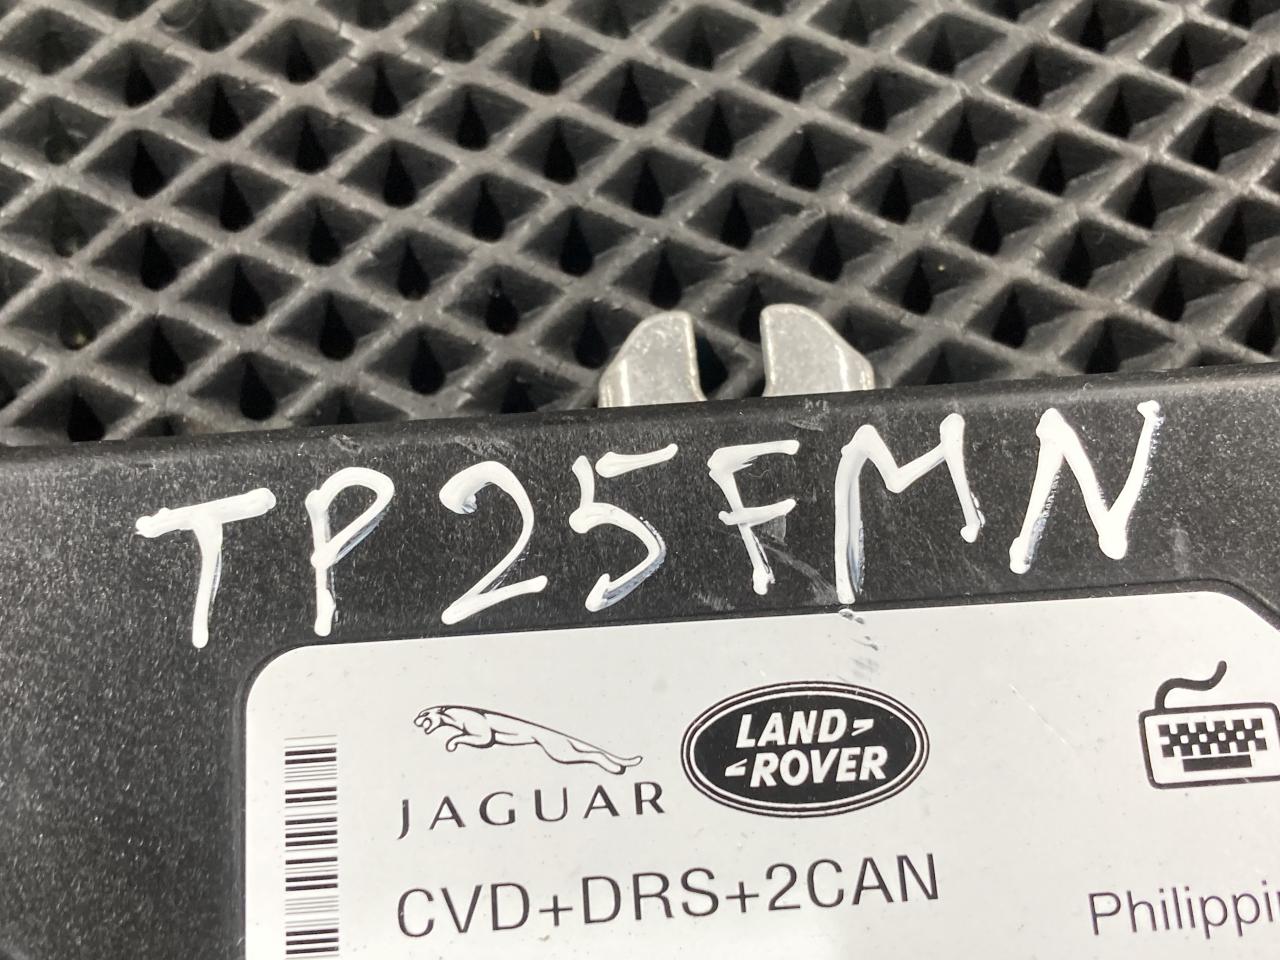 TP25FMN
JAGUAR
LAND-
-ROVER
CVD+DRS+2CAN